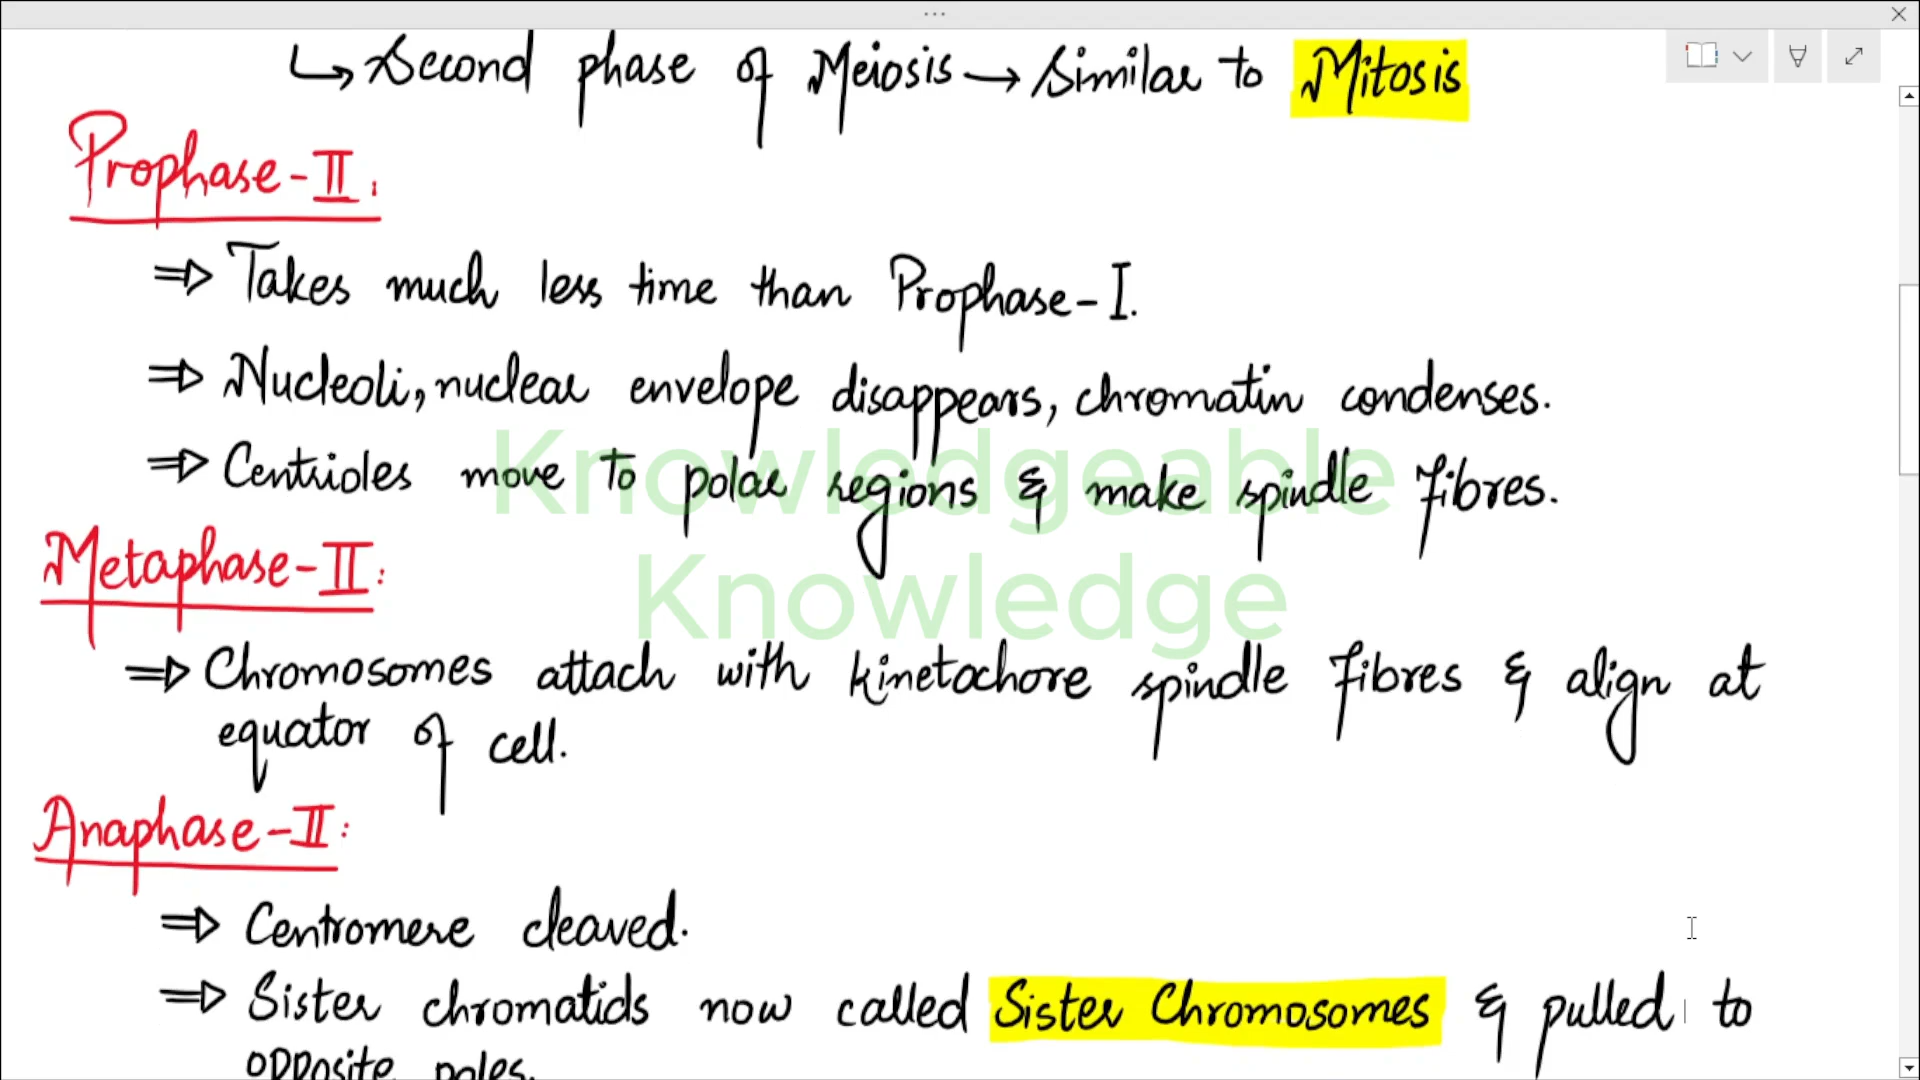 ↳ Second phase of Meiosis → Similar to Mitosis
Prophase-II:
⇒ Takes much less time than Prophase-I.
⇒ Nucleoli, nuclear envelope disappears, chromatin condenses.
⇒ Centrioles move to polar regions & make spindle fibres.
Knowledgeable
Knowledge
Metaphase-II:
⇒ Chromosomes attach with kinetochore spindle fibres & align at
equator of cell.
Anaphase-II:
⇒ Centromere cleaved.
⇒ Sister chromatids now called Sister Chromosomes & pulled to
opposite poles.